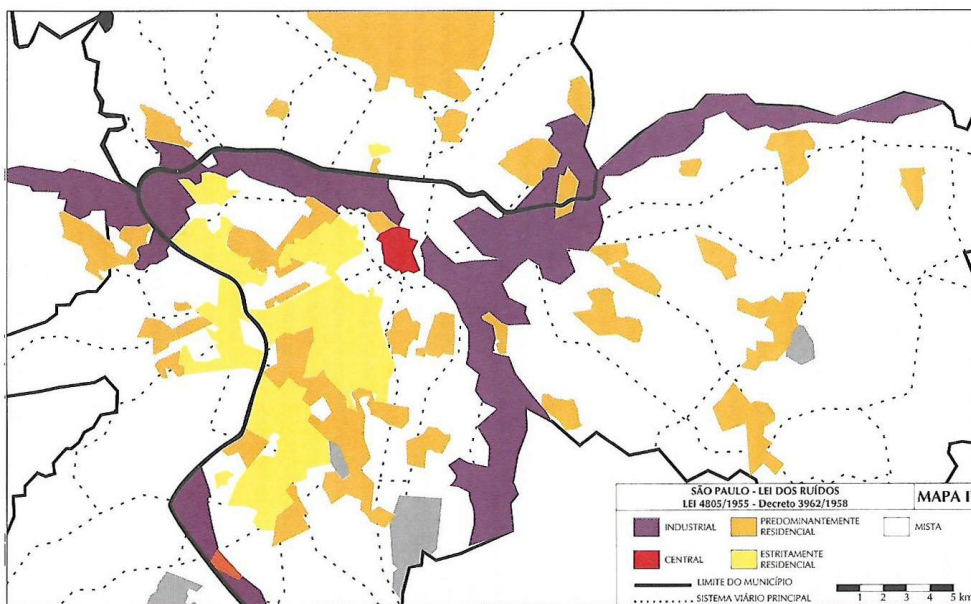 SÃO PAULO - LEI DOS RUÍDOS
LEI 4805/1955 - Decreto 3962/1958
MAPA II
INDUSTRIAL
PREDOMINANTEMENTE
RESIDENCIAL
MISTA
CENTRAL
ESTRITAMENTE
RESIDENCIAL
LIMITE DO MUNICÍPIO
SISTEMA VIÁRIO PRINCIPAL
1 2 3 4 5 km